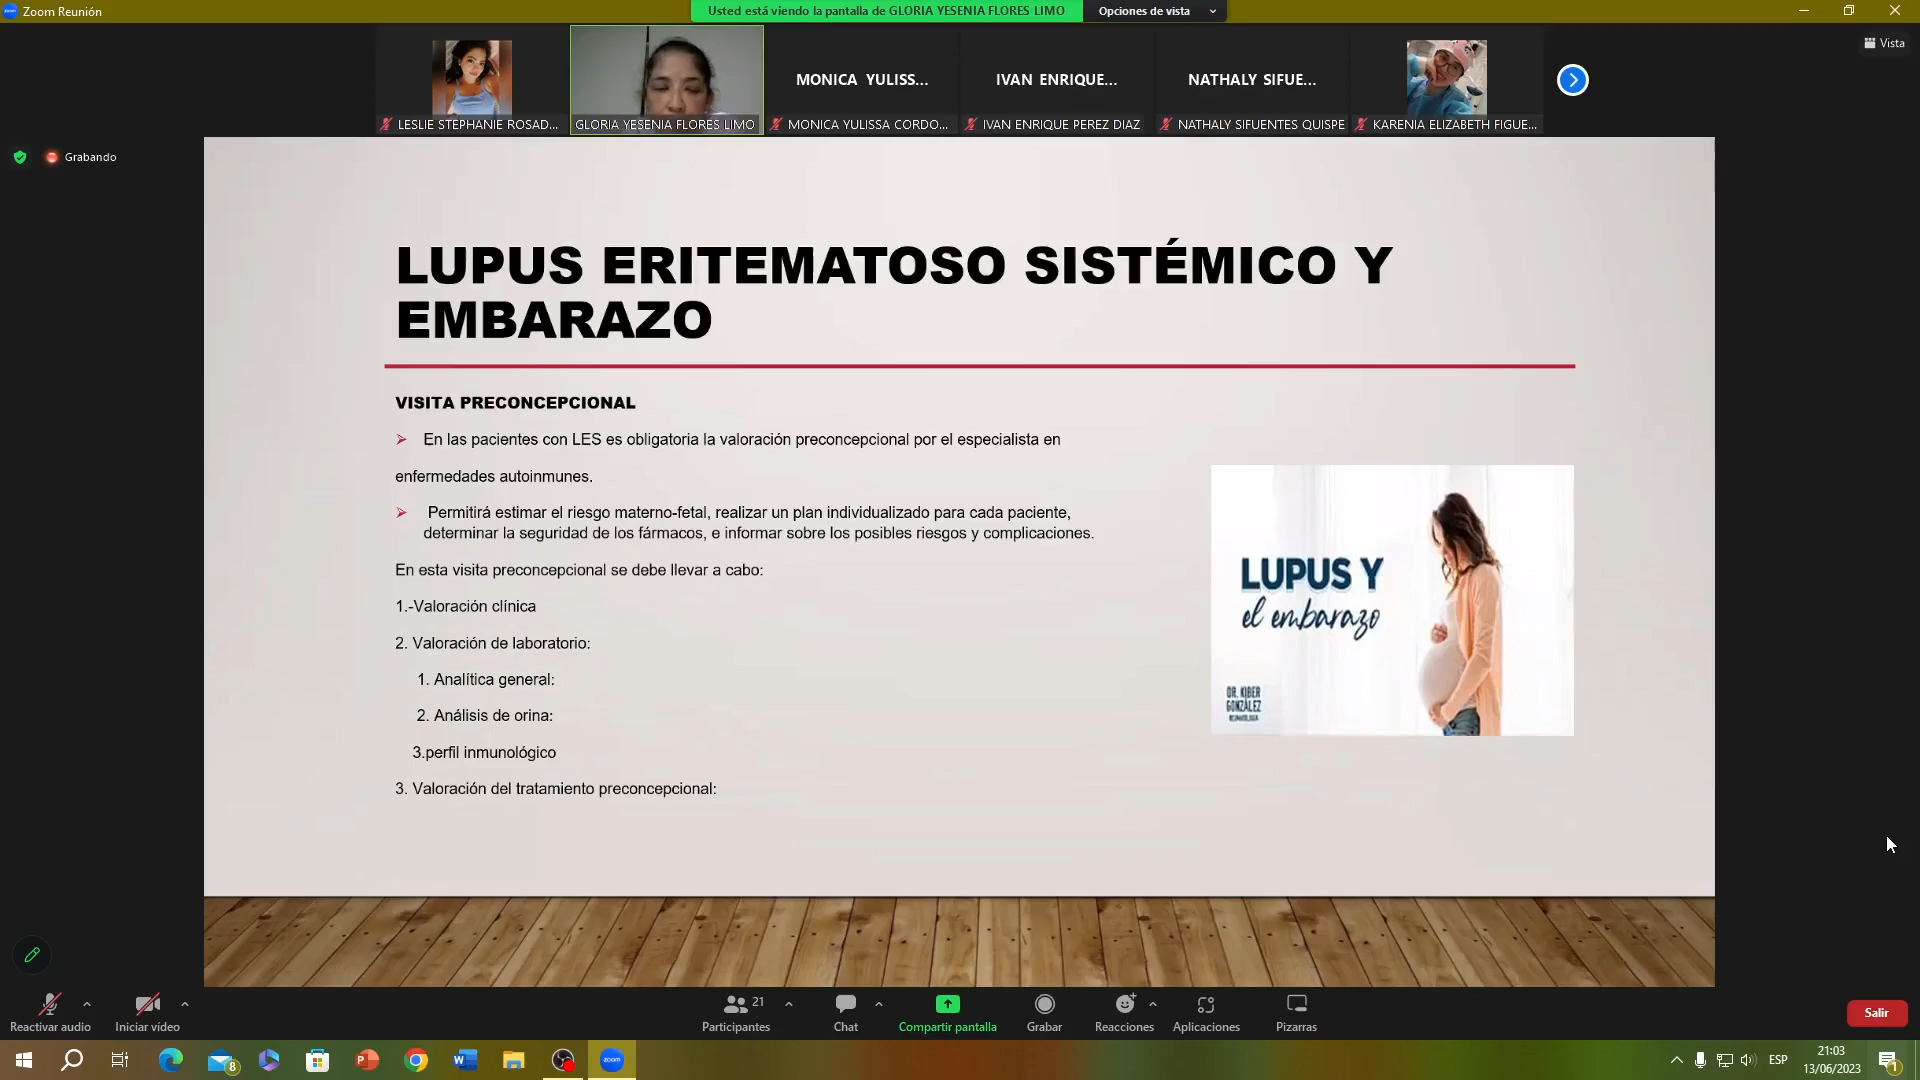 Zoom Reunión
Usted está viendo la pantalla de GLORIA YESENIA FLORES LIMO
Opciones de vista
Vista
MONICA YULISS...
IVAN ENRIQUE...
NATHALY SIFUE...
LESLIE STEPHANIE ROSAD...
GLORIA YESENIA FLORES LIMO
MONICA YULISSA CORDO...
IVAN ENRIQUE PEREZ DIAZ
NATHALY SIFUENTES QUISPE
KARENIA ELIZABETH FIGUE...
Grabando
LUPUS ERITEMATOSO SISTÉMICO Y
EMBARAZO
VISITA PRECONCEPCIONAL
En las pacientes con LES es obligatoria la valoración preconcepcional por el especialista en
enfermedades autoinmunes.
Permitirá estimar el riesgo materno-fetal, realizar un plan individualizado para cada paciente,
determinar la seguridad de los fármacos, e informar sobre los posibles riesgos y complicaciones.
En esta visita preconcepcional se debe llevar a cabo:
1.-Valoración clínica
2. Valoración de laboratorio:
1. Analítica general:
2. Análisis de orina:
3.perfil inmunológico
3. Valoración del tratamiento preconcepcional:
LUPUS Y
el embarazo
DR. KIBER
GONZÁLEZ
REUMATOLOGÍA
Reactivar audio
Iniciar vídeo
21
Participantes
Chat
Compartir pantalla
Grabar
Reacciones
Aplicaciones
Pizarras
Salir
8
zoom
ESP
21:03
13/06/2023
1